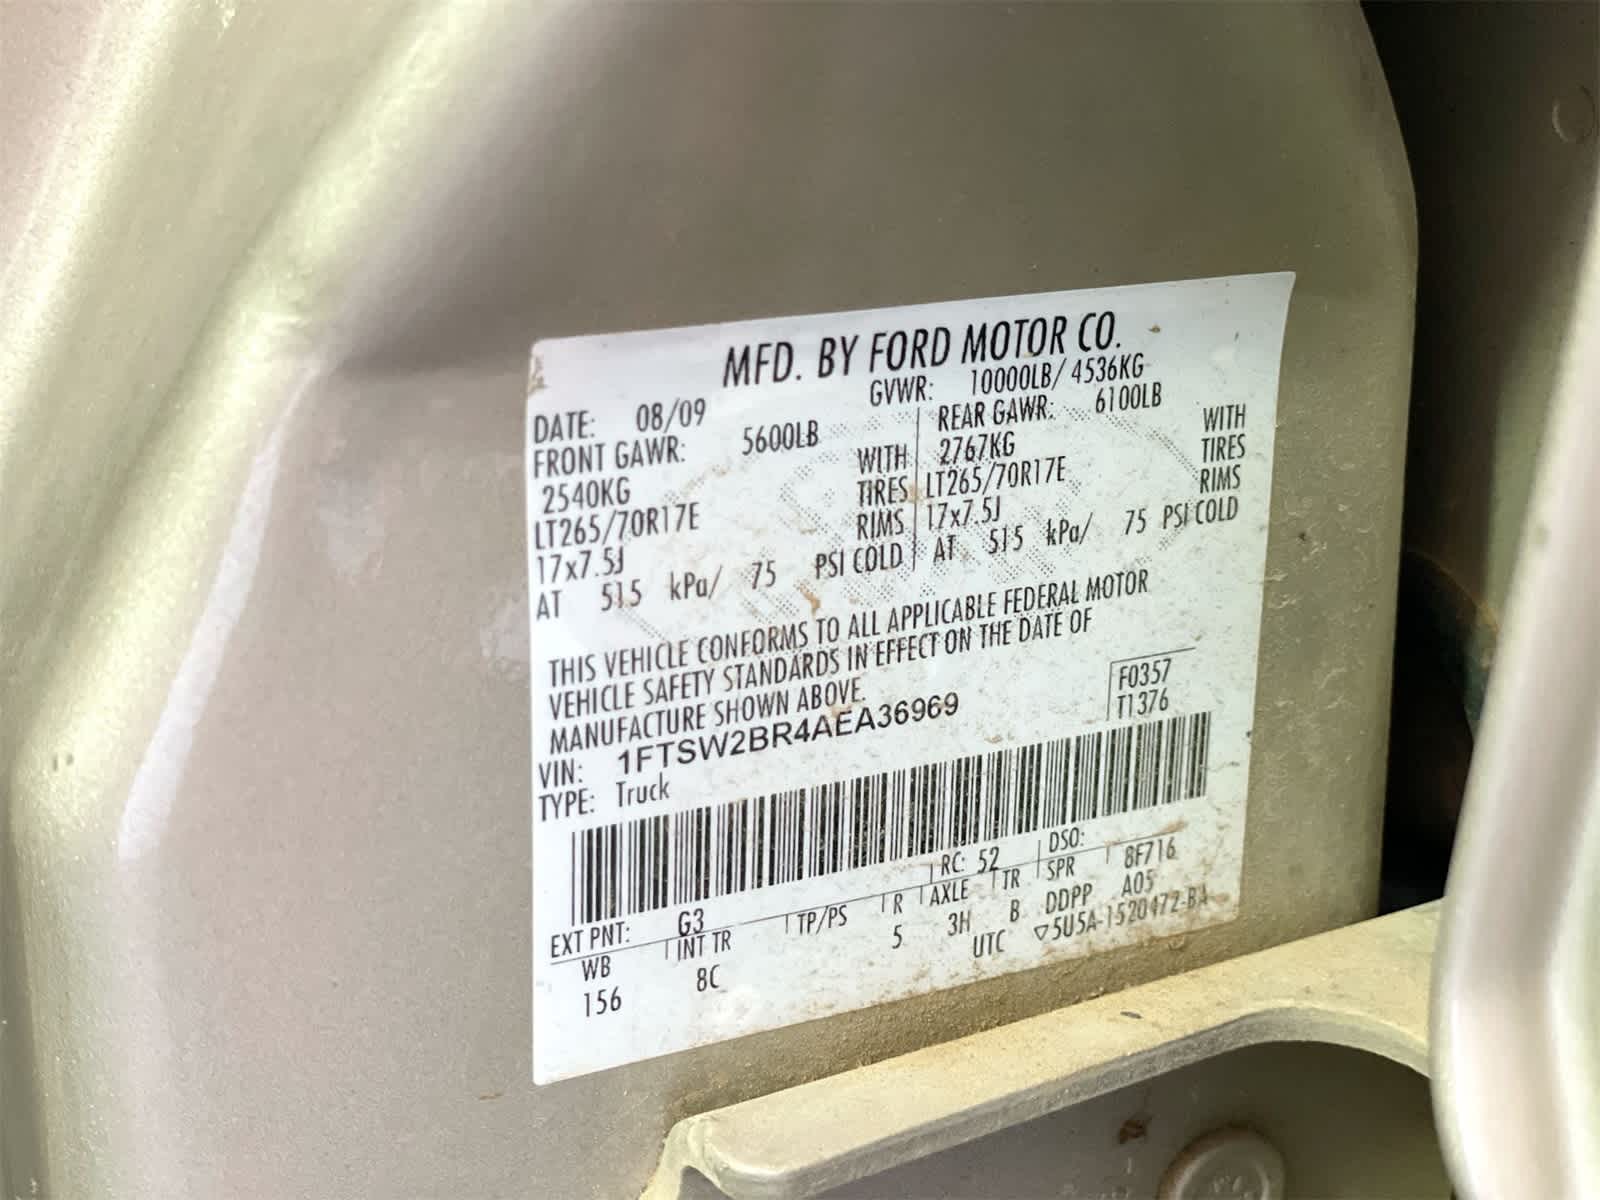 MFD. BY FORD MOTOR CO.
DATE: 08/09 GVWR: 10000LB/ 4536KG
FRONT GAWR: 5600LB REAR GAWR: 6100LB
2540KG WITH 2767KG WITH
LT265/70R17E TIRES LT265/70R17E TIRES
17x7.5J RIMS 17x7.5J RIMS
AT 515 kPa/ 75 PSI COLD AT 515 kPa/ 75 PSI COLD
THIS VEHICLE CONFORMS TO ALL APPLICABLE FEDERAL MOTOR
VEHICLE SAFETY STANDARDS IN EFFECT ON THE DATE OF
MANUFACTURE SHOWN ABOVE.
F0357
VIN: 1FTSW2BR4AEA36969
T1376
TYPE: Truck
EXT PNT: G3 RC: 52 DSO:
WB INT TR TP/PS R AXLE TR SPR 8F716
156 8C 5 3H B DDPP A05
UTC ▽5U5A-1520472-BA